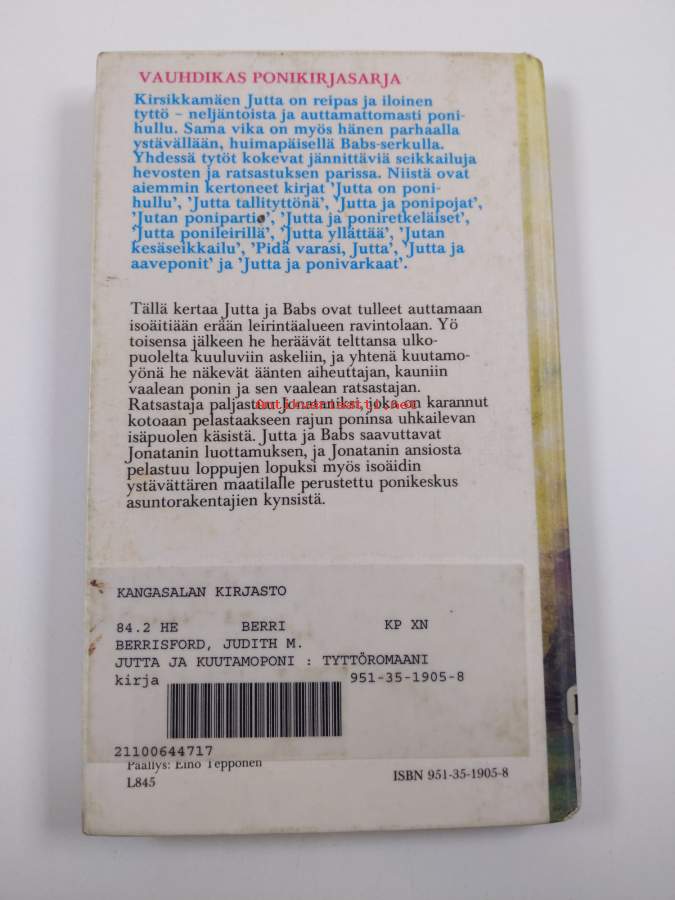 VAUHDIKAS PONIKIRJASARJA
Kirsikkamäen Jutta on reipas ja iloinen
tyttö – neljäntoista ja auttamattomasti poni-
hullu. Sama vika on myös hänen parhaalla
ystävällään, huimapäisellä Babs-serkulla.
Yhdessä tytöt kokevat jännittäviä seikkailuja
hevosten ja ratsastuksen parissa. Niistä ovat
aiemmin kertoneet kirjat 'Jutta on poni-
hullu', 'Jutta tallityttönä', 'Jutta ja ponipojat',
'Jutan ponipartio', 'Jutta ja poniretkeläiset',
'Jutta ponileirillä', 'Jutta yllättää', 'Jutan
kesäseikkailu', 'Pidä varasi, Jutta', 'Jutta ja
aaveponit' ja 'Jutta ja ponivarkaat'.
Tällä kertaa Jutta ja Babs ovat tulleet auttamaan
isoäitiään erään leirintäalueen ravintolaan. Yö
toisensa jälkeen he heräävät telttansa ulko-
puolelta kuuluviin askeliin, ja yhtenä kuutamo-
yönä he näkevät äänten aiheuttajan, kauniin
vaalean ponin ja sen vaalean ratsastajan.
Ratsastaja paljastuu Jonataniksi, joka on karannut
kotoaan pelastaakseen rajun poninsa uhkailevan
isäpuolen käsistä. Jutta ja Babs saavuttavat
Jonatanin luottamuksen, ja Jonatanin ansiosta
pelastuu loppujen lopuksi myös isoäidin
ystävättären maatilalle perustettu ponikeskus
asuntorakentajien kynsistä.
Antikvariaatti.net
KANGASALAN KIRJASTO
84.2 HE BERRI KP XN
BERRISFORD, JUDITH M.
JUTTA JA KUUTAMOPONI : TYTTÖROMAANI
kirja 951-35-1905-8
21100644717
Päällys: Eino Tepponen
L845 ISBN 951-35-1905-8